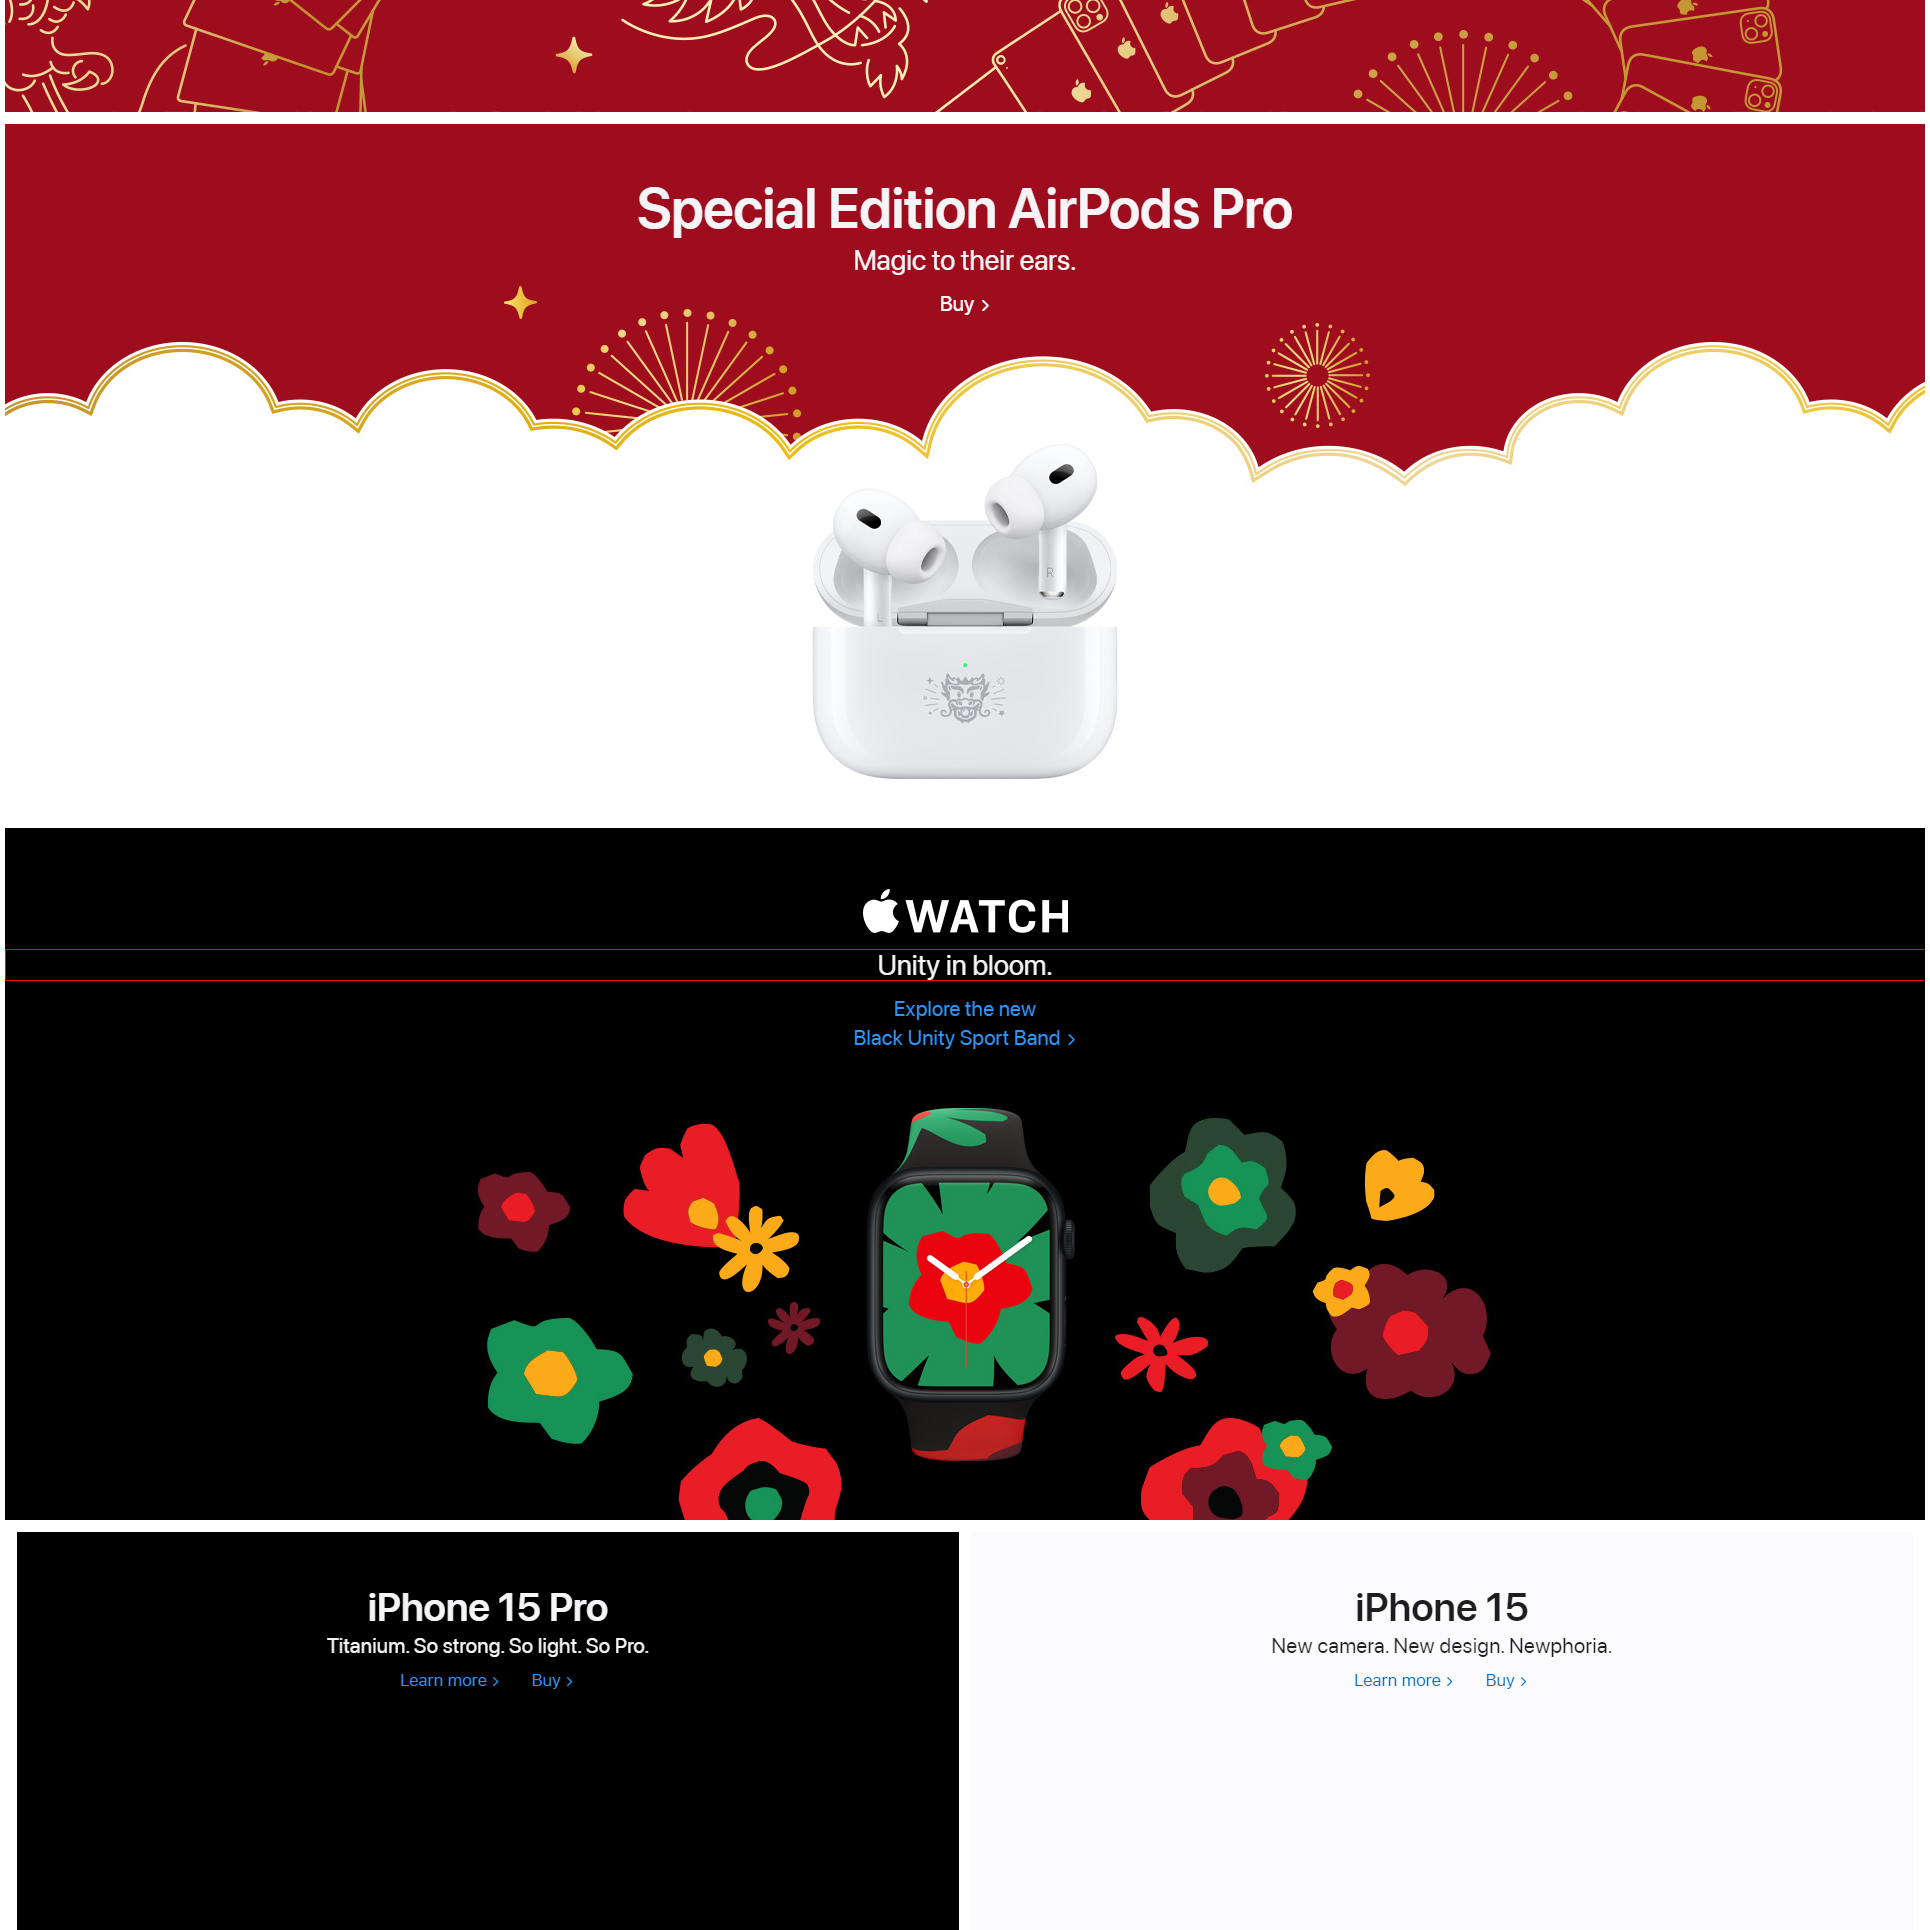 Special Edition AirPods Pro
Magic to their ears.
Buy >
L
R
WATCH
Unity in bloom.
Explore the new
Black Unity Sport Band >
iPhone 15 Pro
Titanium. So strong. So light. So Pro.
Learn more > Buy >
iPhone 15
New camera. New design. Newphoria.
Learn more > Buy >